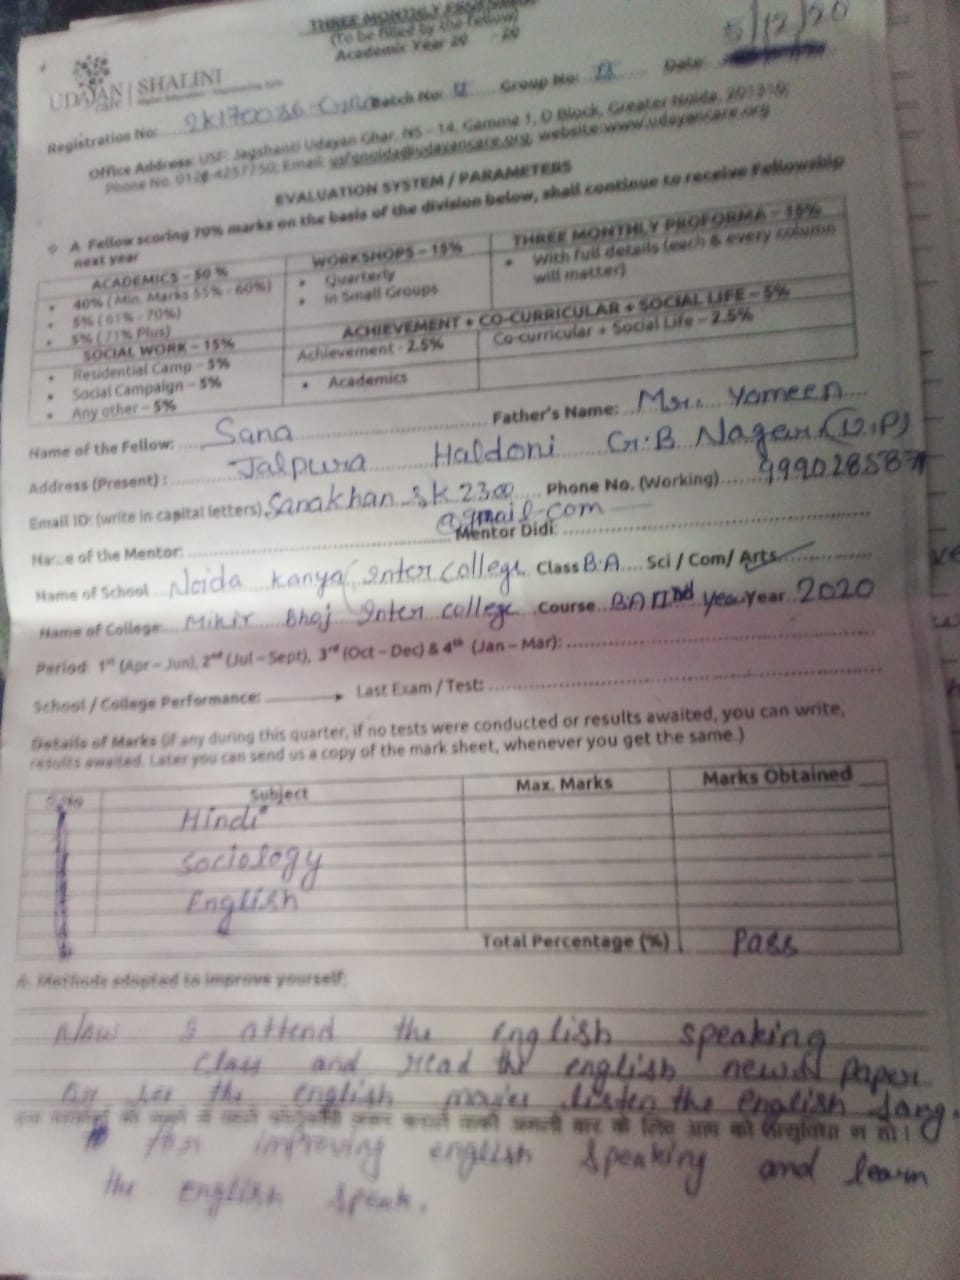 THREE MONTHLY PROFORMA
(To be filled by the Fellow)
Academic Year 20 - 20
5/12/20
UDAYAN care | SHALINI
Registration No: Batch No: Group No: Date:
Office Address: USF: Jagshanti Udayan Ghar, NS - 14, Gamma 1, D Block, Greater Noida,
Phone No. 0120-4257750; Email: usfgnoida@udayancare.org; website:www.udayancare.org
EVALUATION SYSTEM / PARAMETERS
A Fellow scoring 70% marks on the basis of the division below, shall continue to receive Fellowship
next year
ACADEMICS – 50 %
• 40% (Min. Marks 55% - 60%)
• 5% (61% - 70%)
• 5% (71% Plus)
SOCIAL WORK – 15%
• Residential Camp – 5%
• Social Campaign – 5%
• Any other – 5%
WORKSHOPS – 15%
• Quarterly
• In Small Groups
THREE MONTHLY PROFORMA – 15%
• With full details (each & every column
will matter)
ACHIEVEMENT + CO-CURRICULAR + SOCIAL LIFE – 5%
Achievement - 2.5%
• Academics
Co-curricular + Social Life – 2.5%
Name of the Fellow: Sana Father's Name: Mr. Yameen
Address (Present) : Jalpura Haldoni G.B Nagar (U.P)
Email ID: (write in capital letters) Sanakhan sk 2300 Phone No. (Working)
@gmail.com
Name of the Mentor: Mentor Didi:
Name of School Noida kanya Inter college Class B.A Sci / Com/ Arts
Name of College: Mihir Bhoj Inter college Course BA IInd year Year 2020
Period: 1st (Apr – Jun), 2nd (Jul – Sept), 3rd (Oct – Dec) & 4th (Jan – Mar):
School / College Performance: Last Exam / Test:
Details of Marks (if any during this quarter, if no tests were conducted or results awaited, you can write,
results awaited. Later you can send us a copy of the mark sheet, whenever you get the same.)
S.No Subject Max. Marks Marks Obtained
Hindi
Sociology
English
Total Percentage (%) Pass
A. Methods adopted to improve yourself:
Now I attend the english speaking
class and read the english news paper
the english movies listen the english song.
for improving english speaking and learn
the english speak.